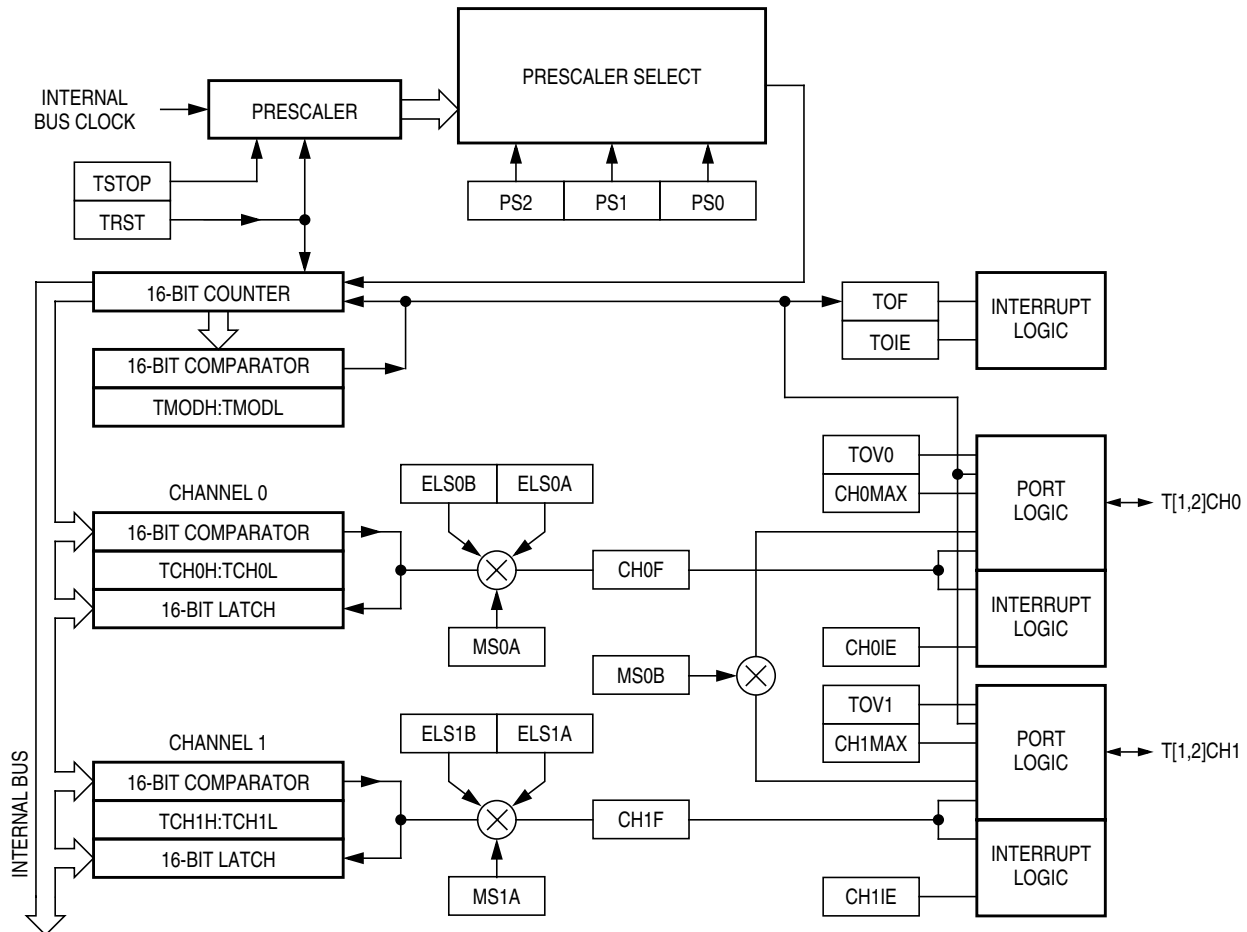 PRESCALER SELECT
INTERNAL
BUS CLOCK
PRESCALER
TSTOP
TRST
PS2
PS1
PS0
16-BIT COUNTER
TOF
TOIE
INTERRUPT
LOGIC
16-BIT COMPARATOR
TMODH:TMODL
TOV0
CH0MAX
PORT
LOGIC
T[1,2]CH0
CHANNEL 0
ELS0B
ELS0A
16-BIT COMPARATOR
TCH0H:TCH0L
16-BIT LATCH
CH0F
MS0A
INTERRUPT
LOGIC
CH0IE
MS0B
TOV1
CH1MAX
PORT
LOGIC
T[1,2]CH1
CHANNEL 1
ELS1B
ELS1A
16-BIT COMPARATOR
TCH1H:TCH1L
16-BIT LATCH
CH1F
MS1A
INTERRUPT
LOGIC
CH1IE
INTERNAL BUS